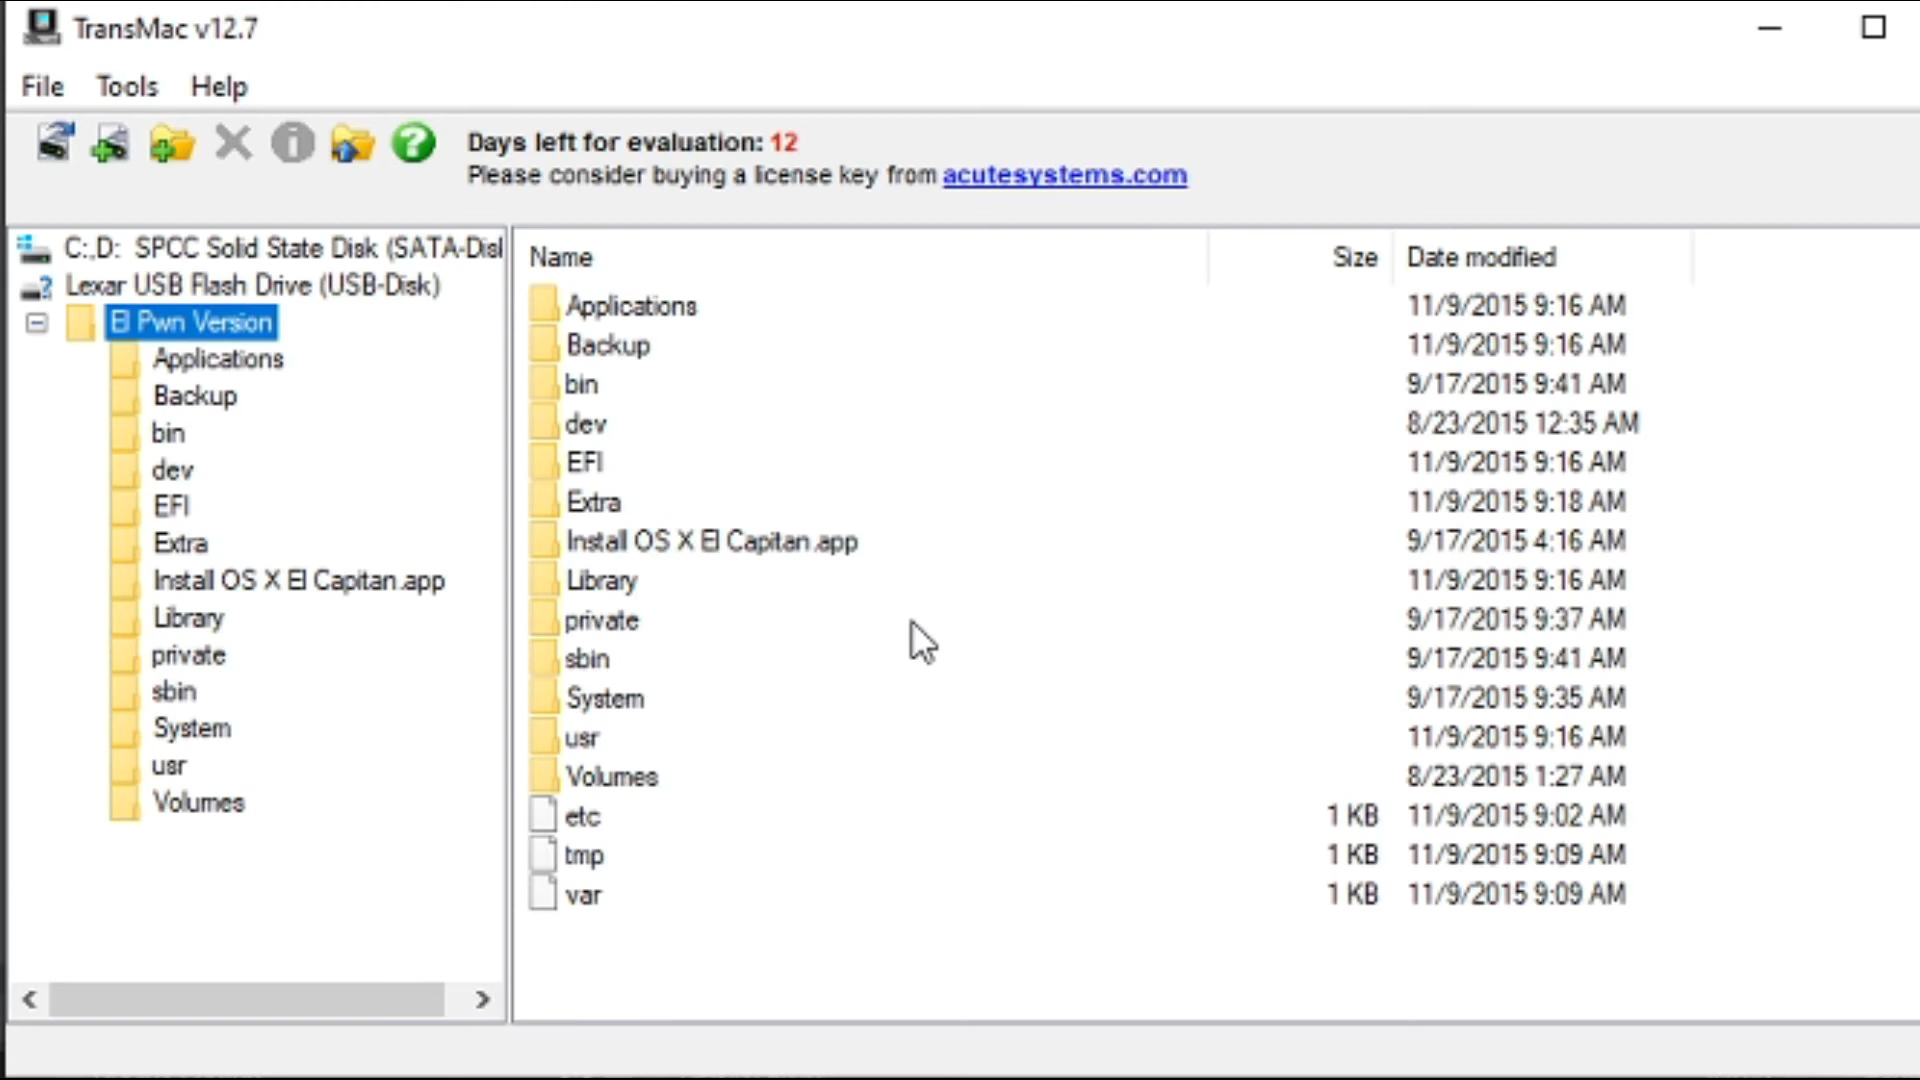 TransMac v12.7
File Tools Help
Days left for evaluation: 12
Please consider buying a license key from acutesystems.com
C:,D: SPCC Solid State Disk (SATA-Disl
Lexar USB Flash Drive (USB-Disk)
El Pwn Version
Applications
Backup
bin
dev
EFI
Extra
Install OS X El Capitan.app
Library
private
sbin
System
usr
Volumes
Name Size Date modified
Applications 11/9/2015 9:16 AM
Backup 11/9/2015 9:16 AM
bin 9/17/2015 9:41 AM
dev 8/23/2015 12:35 AM
EFI 11/9/2015 9:16 AM
Extra 11/9/2015 9:18 AM
Install OS X El Capitan.app 9/17/2015 4:16 AM
Library 11/9/2015 9:16 AM
private 9/17/2015 9:37 AM
sbin 9/17/2015 9:41 AM
System 9/17/2015 9:35 AM
usr 11/9/2015 9:16 AM
Volumes 8/23/2015 1:27 AM
etc 1 KB 11/9/2015 9:02 AM
tmp 1 KB 11/9/2015 9:09 AM
var 1 KB 11/9/2015 9:09 AM